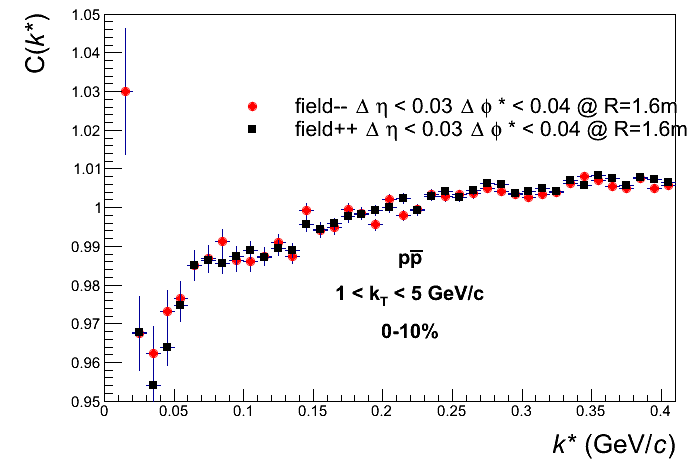 C(k*)
1.05
1.04
1.03
1.02
1.01
1
0.99
0.98
0.97
0.96
0.95
field-- Δ η < 0.03 Δ ϕ * < 0.04 @ R=1.6m
field++ Δ η < 0.03 Δ ϕ * < 0.04 @ R=1.6m
pp̅
1 < kT < 5 GeV/c
0-10%
0 0.05 0.1 0.15 0.2 0.25 0.3 0.35 0.4
k* (GeV/c)